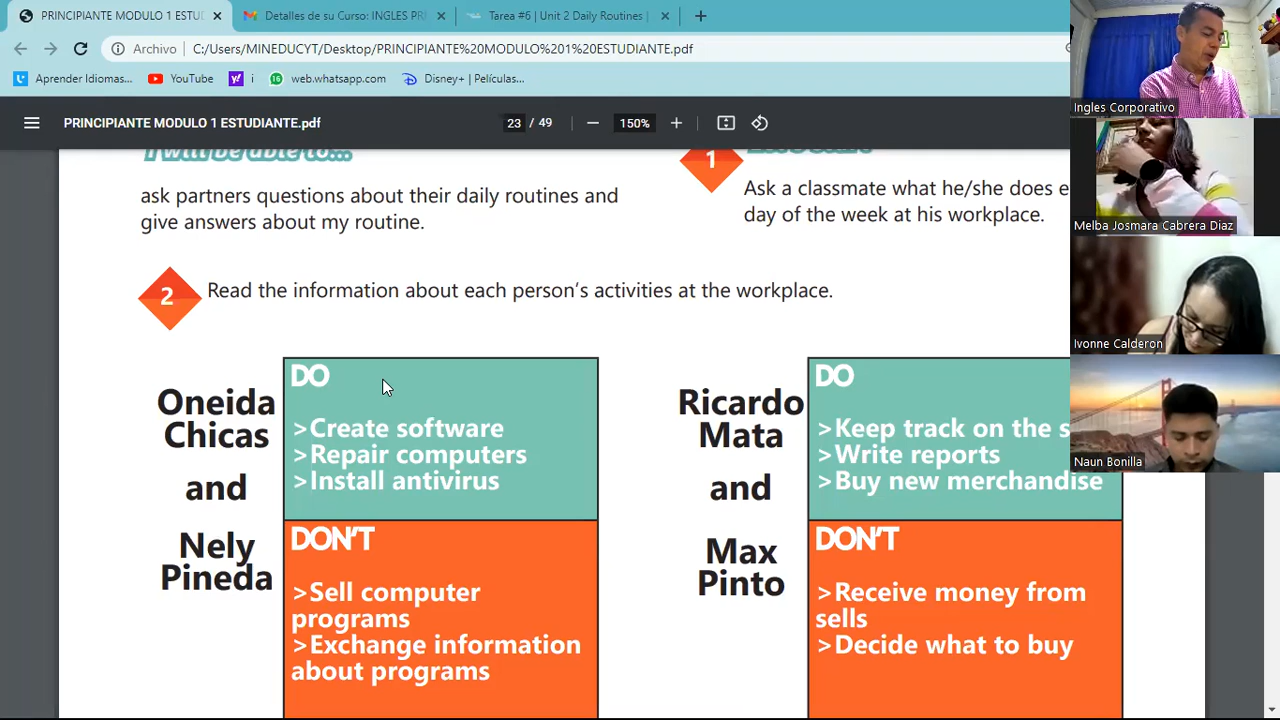 PRINCIPIANTE MODULO 1 ESTUD
Detalles de su Curso: INGLES PRI
Tarea #6 | Unit 2 Daily Routines |
Archivo
C:/Users/MINEDUCYT/Desktop/PRINCIPIANTE%20MODULO%201%20ESTUDIANTE.pdf
Aprender Idiomas...
YouTube
i
web.whatsapp.com
Disney+ | Películas,...
PRINCIPIANTE MODULO 1 ESTUDIANTE.pdf
23 / 49
150%
I will be able to...
ask partners questions about their daily routines and
give answers about my routine.
1
Ask a classmate what he/she does e
day of the week at his workplace.
2
Read the information about each person's activities at the workplace.
Oneida
Chicas
and
Nely
Pineda
DO
>Create software
>Repair computers
>Install antivirus
DON'T
>Sell computer
programs
>Exchange information
about programs
Ricardo
Mata
and
Max
Pinto
DO
>Keep track on the s
>Write reports
>Buy new merchandise
DON'T
>Receive money from
sells
>Decide what to buy
Ingles Corporativo
Melba Josmara Cabrera Diaz
Ivonne Calderon
Naun Bonilla